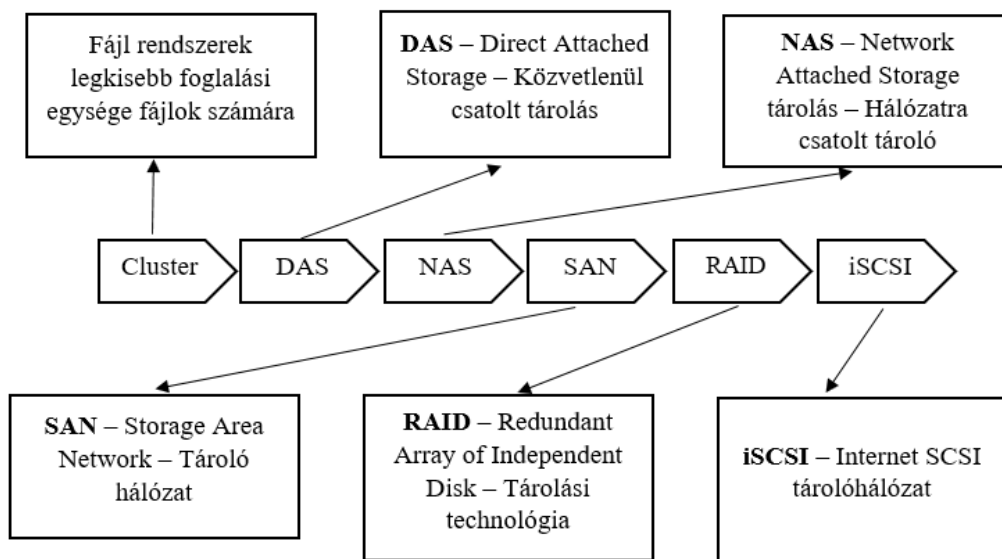 Fájl rendszerek
legkisebb foglalási
egysége fájlok számára
DAS – Direct Attached
Storage – Közvetlenül
csatolt tárolás
NAS – Network
Attached Storage
tárolás – Hálózatra
csatolt tároló
Cluster
DAS
NAS
SAN
RAID
iSCSI
SAN – Storage Area
Network – Tároló
hálózat
RAID – Redundant
Array of Independent
Disk – Tárolási
technológia
iSCSI – Internet SCSI
tárolóhálózat